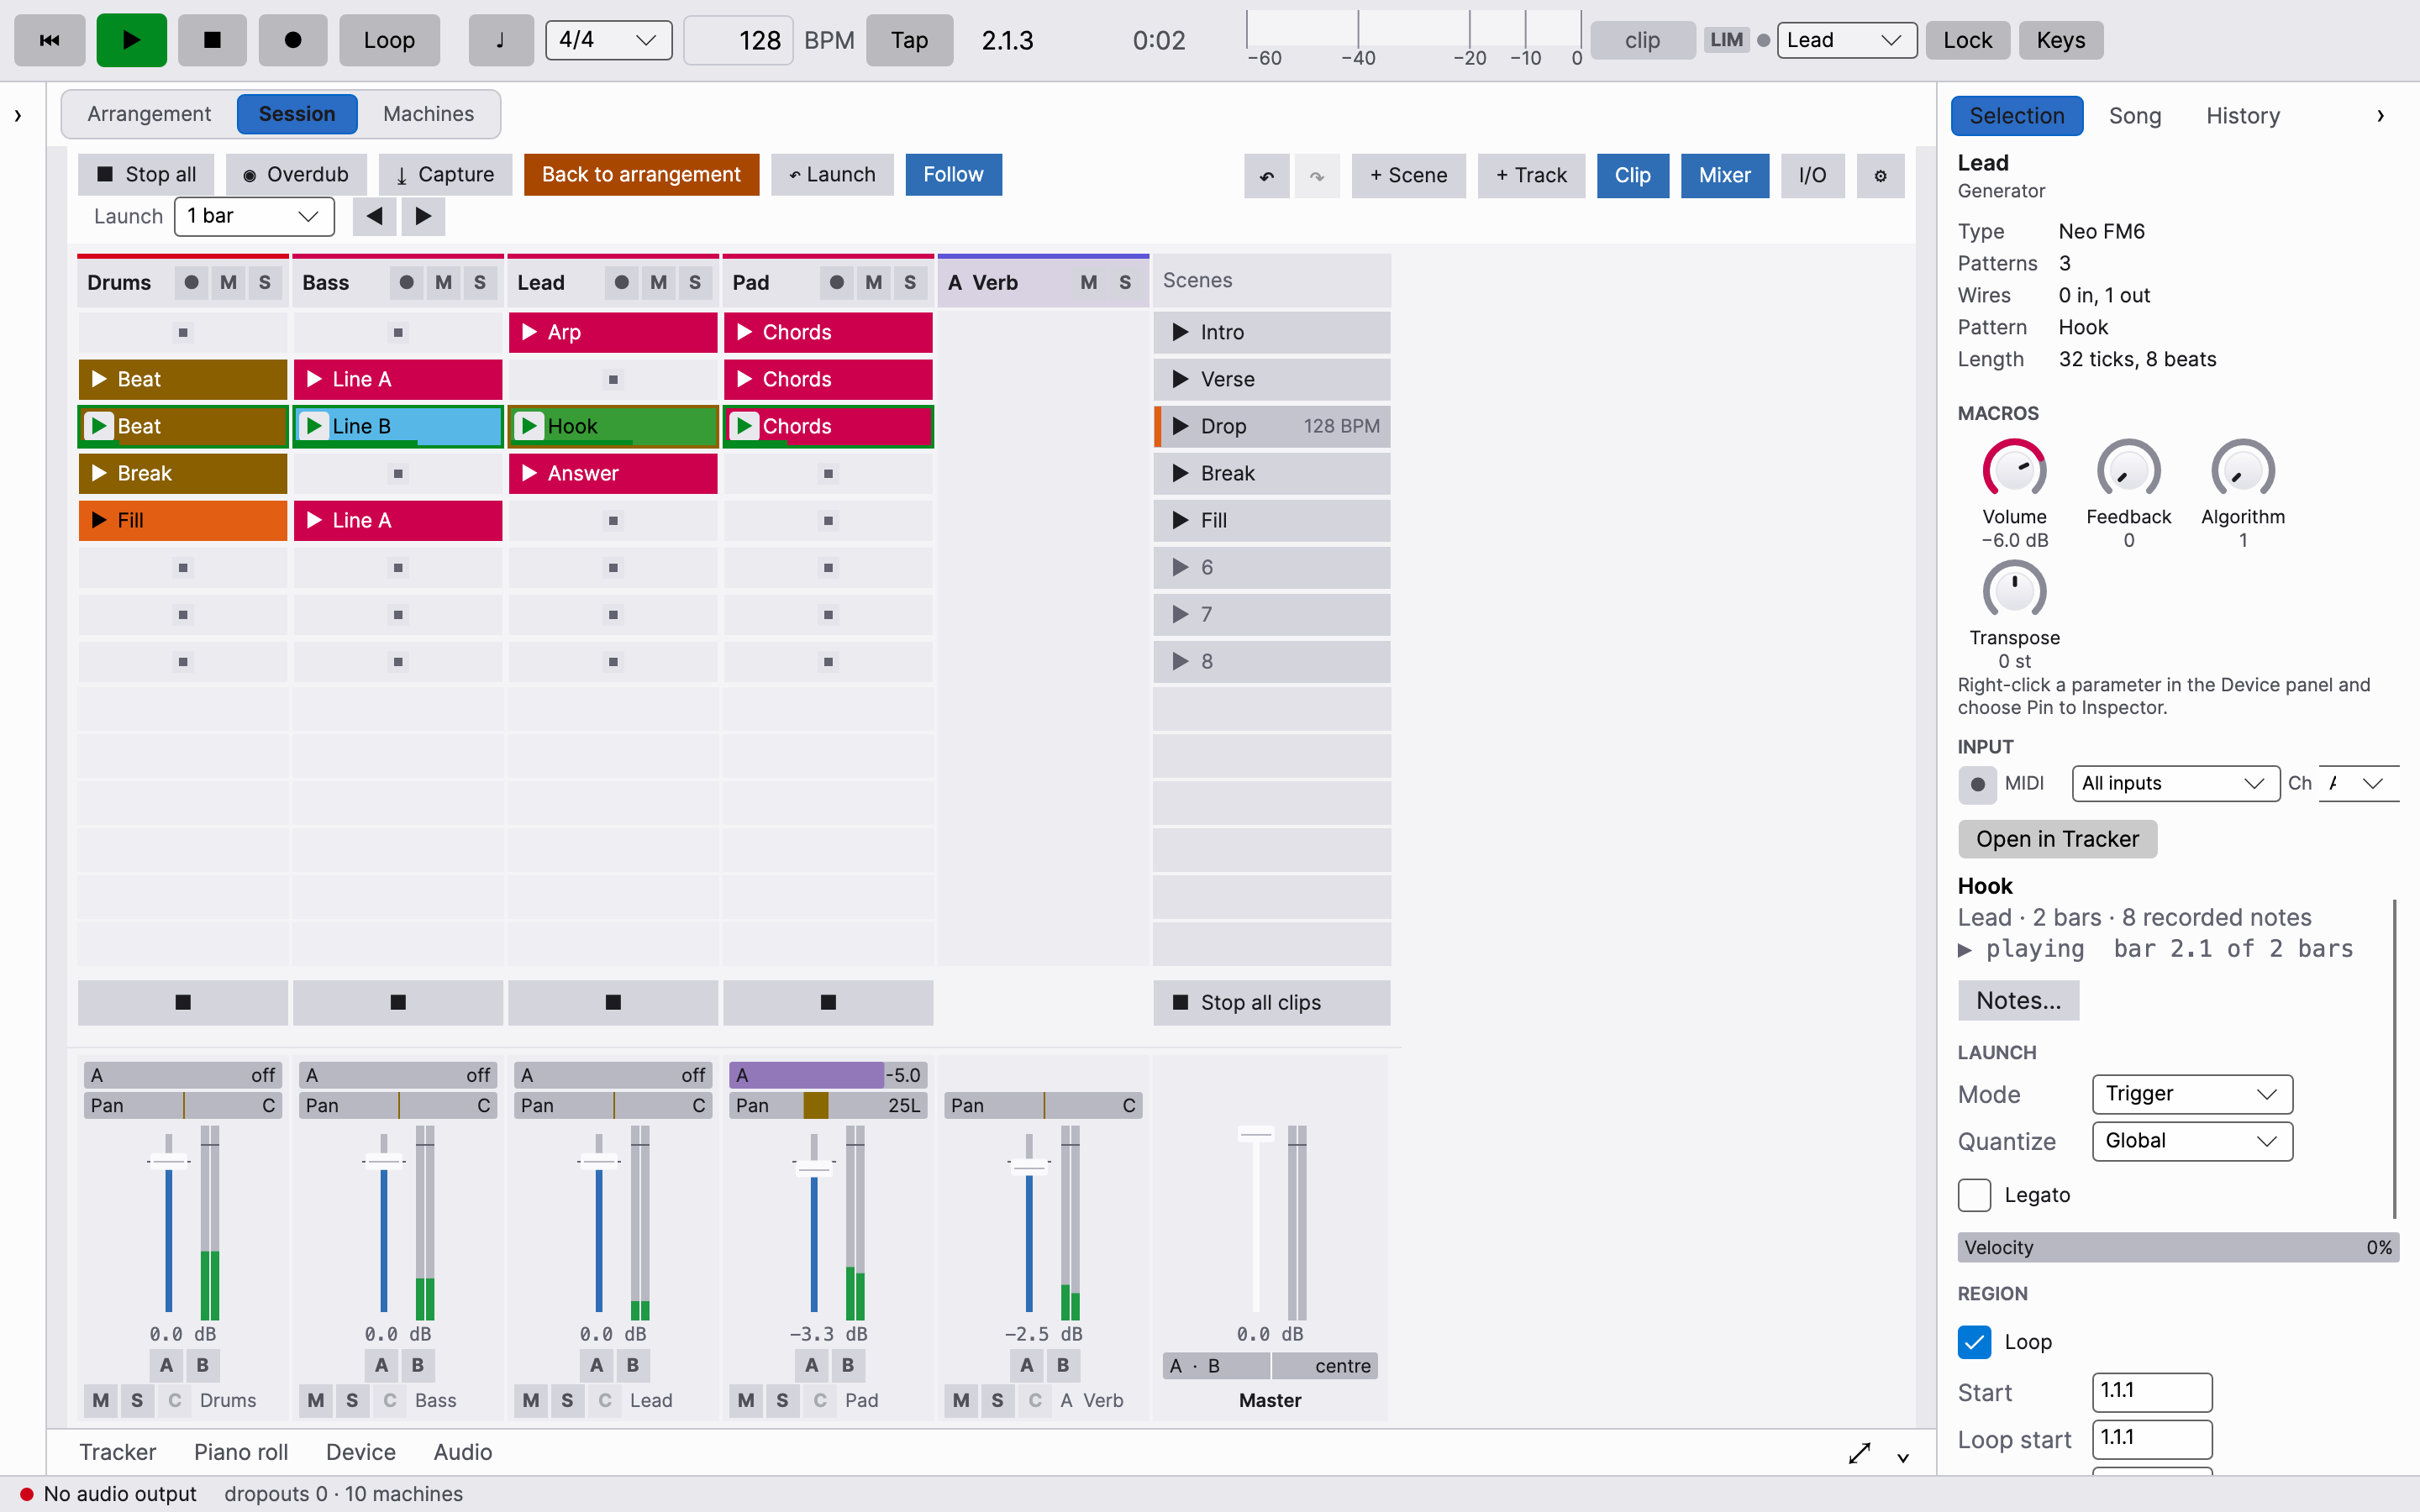 Loop 4/4 128 BPM Tap 2.1.3 0:02 −60 −40 −20 −10 0 clip LIM Lead Lock Keys
Arrangement Session Machines
Stop all Overdub Capture Back to arrangement Launch Follow + Scene + Track Clip Mixer I/O
Launch 1 bar
Drums M S Bass M S Lead M S Pad M S A Verb M S Scenes
Arp Chords Intro
Beat Line A Chords Verse
Beat Line B Hook Chords Drop 128 BPM
Break Answer Break
Fill Line A Fill
6
7
8
Stop all clips
A off A off A off A -5.0
Pan C Pan C Pan C Pan 25L Pan C
0.0 dB 0.0 dB 0.0 dB −3.3 dB −2.5 dB 0.0 dB
A B A B A B A B A B A · B centre
M S C Drums M S C Bass M S C Lead M S C Pad M S C A Verb Master
Tracker Piano roll Device Audio
Selection Song History
Lead
Generator
Type Neo FM6
Patterns 3
Wires 0 in, 1 out
Pattern Hook
Length 32 ticks, 8 beats
MACROS
Volume Feedback Algorithm
−6.0 dB 0 1
Transpose
0 st
Right-click a parameter in the Device panel and
choose Pin to Inspector.
INPUT
MIDI All inputs Ch
Open in Tracker
Hook
Lead · 2 bars · 8 recorded notes
playing bar 2.1 of 2 bars
Notes...
LAUNCH
Mode Trigger
Quantize Global
Legato
Velocity 0%
REGION
Loop
Start 1.1.1
Loop start 1.1.1
No audio output dropouts 0 · 10 machines